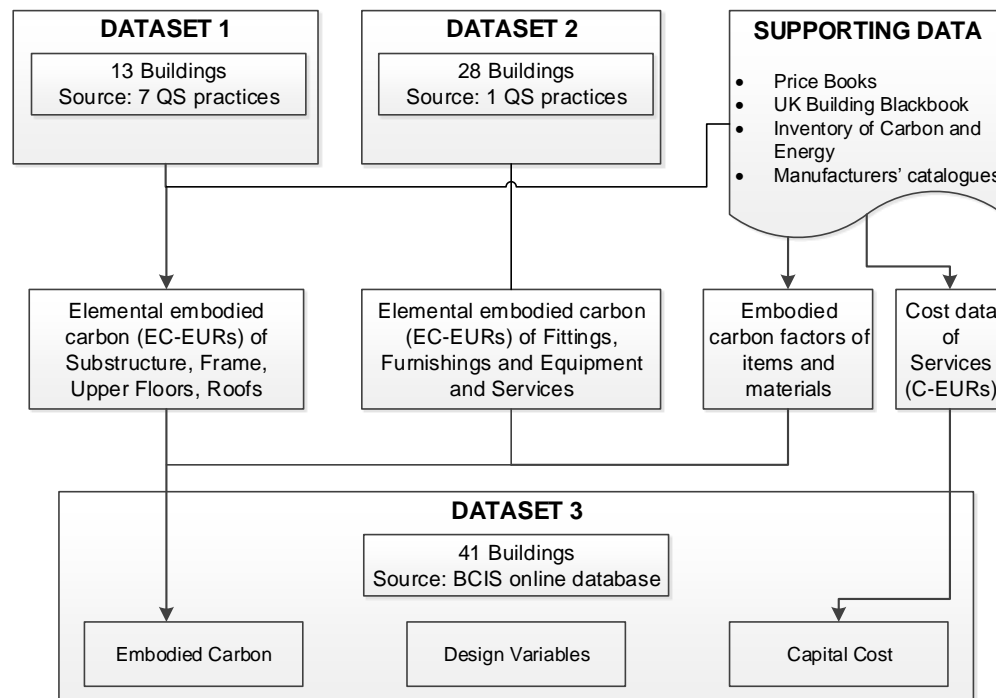 DATASET 1
13 Buildings
Source: 7 QS practices
DATASET 2
28 Buildings
Source: 1 QS practices
SUPPORTING DATA
• Price Books
• UK Building Blackbook
• Inventory of Carbon and
Energy
• Manufacturers' catalogues
Elemental embodied
carbon (EC-EURs) of
Substructure, Frame,
Upper Floors, Roofs
Elemental embodied carbon
(EC-EURs) of Fittings,
Furnishings and Equipment
and Services
Embodied
carbon factors of
items and
materials
Cost data
of
Services
(C-EURs)
DATASET 3
41 Buildings
Source: BCIS online database
Embodied Carbon
Design Variables
Capital Cost